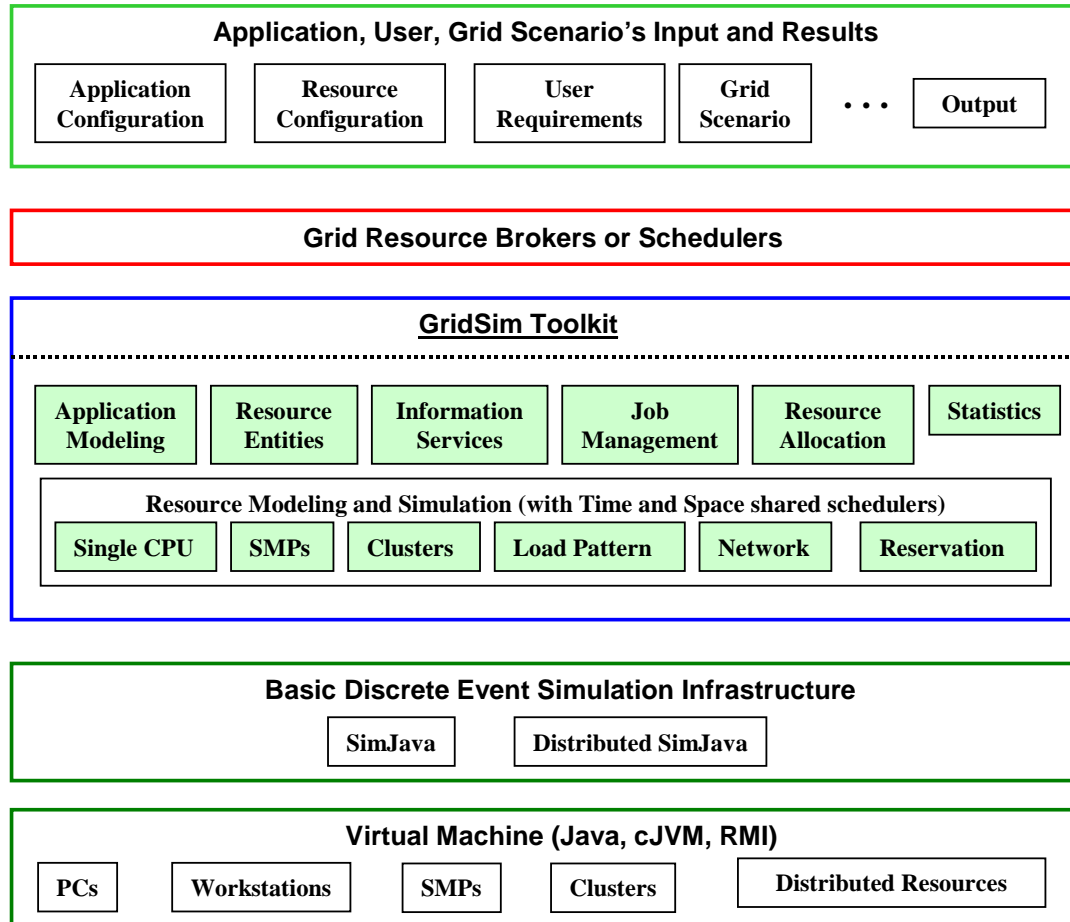 Application, User, Grid Scenario's Input and Results
Application
Configuration
Resource
Configuration
User
Requirements
Grid
Scenario
. . .
Output
Grid Resource Brokers or Schedulers
GridSim Toolkit
Application
Modeling
Resource
Entities
Information
Services
Job
Management
Resource
Allocation
Statistics
Resource Modeling and Simulation (with Time and Space shared schedulers)
Single CPU
SMPs
Clusters
Load Pattern
Network
Reservation
Basic Discrete Event Simulation Infrastructure
SimJava
Distributed SimJava
Virtual Machine (Java, cJVM, RMI)
PCs
Workstations
SMPs
Clusters
Distributed Resources